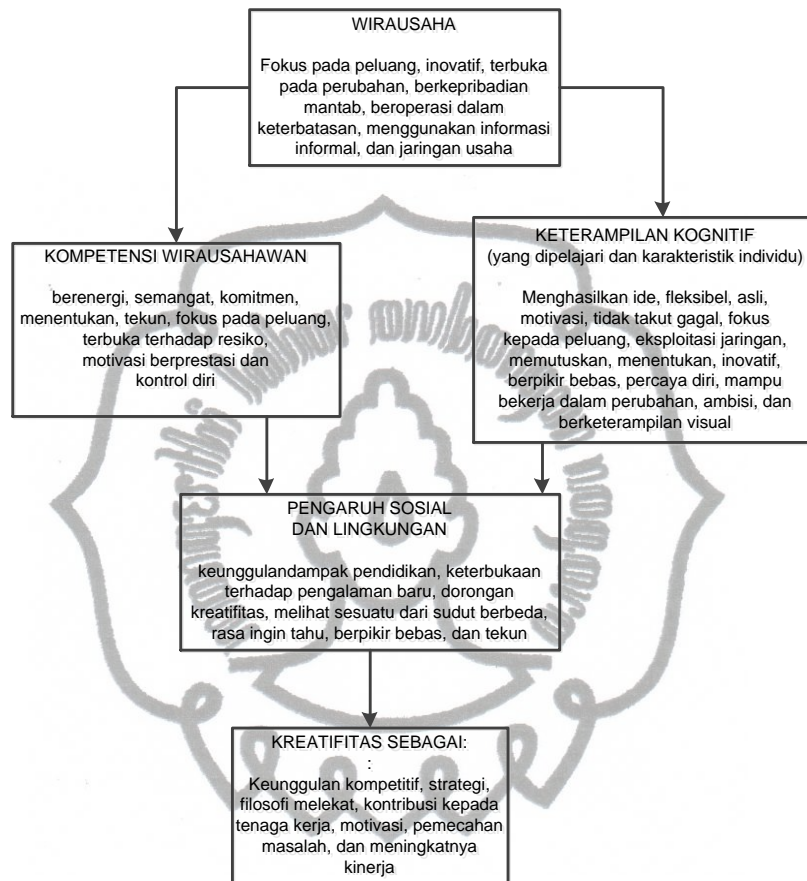 WIRAUSAHA
Fokus pada peluang, inovatif, terbuka
pada perubahan, berkepribadian
mantab, beroperasi dalam
keterbatasan, menggunakan informasi
informal, dan jaringan usaha
KOMPETENSI WIRAUSAHAWAN
berenergi, semangat, komitmen,
menentukan, tekun, fokus pada peluang,
terbuka terhadap resiko,
motivasi berprestasi dan
kontrol diri
KETERAMPILAN KOGNITIF
(yang dipelajari dan karakteristik individu)
Menghasilkan ide, fleksibel, asli,
motivasi, tidak takut gagal, fokus
kepada peluang, eksploitasi jaringan,
memutuskan, menentukan, inovatif,
berpikir bebas, percaya diri, mampu
bekerja dalam perubahan, ambisi, dan
berketerampilan visual
PENGARUH SOSIAL
DAN LINGKUNGAN
keunggulandampak pendidikan, keterbukaan
terhadap pengalaman baru, dorongan
kreatifitas, melihat sesuatu dari sudut berbeda,
rasa ingin tahu, berpikir bebas, dan tekun
KREATIFITAS SEBAGAI:
:
Keunggulan kompetitif, strategi,
filosofi melekat, kontribusi kepada
tenaga kerja, motivasi, pemecahan
masalah, dan meningkatnya
kinerja